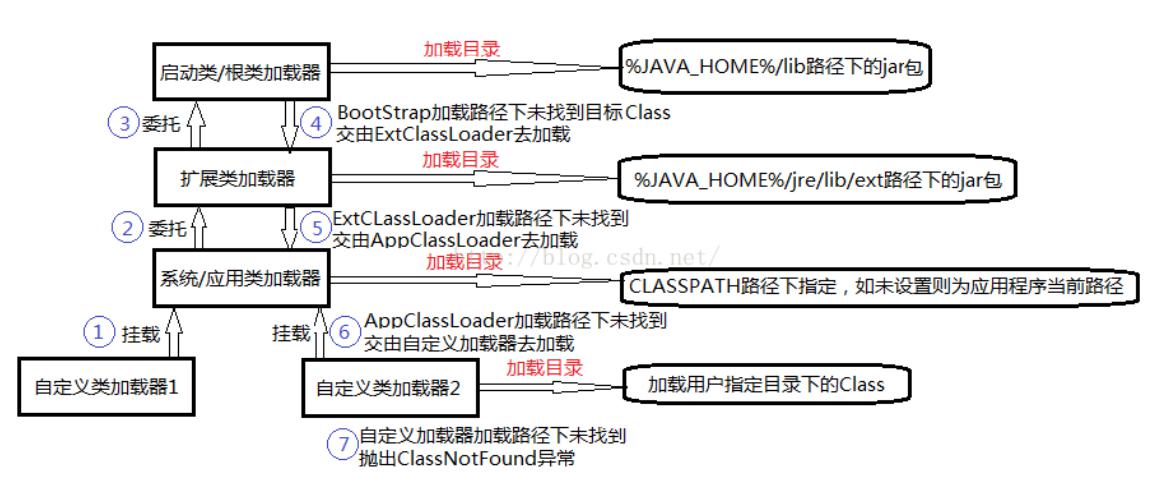 加载目录
启动类/根类加载器
%JAVA_HOME%/lib路径下的jar包
③ 委托
④ BootStrap加载路径下未找到目标Class
交由ExtClassLoader去加载
加载目录
扩展类加载器
%JAVA_HOME%/jre/lib/ext路径下的jar包
② 委托
⑤ ExtCLassLoader加载路径下未找到
交由AppClassLoader去加载
://blog.csdn.net/
加载目录
系统/应用类加载器
CLASSPATH路径下指定，如未设置则为应用程序当前路径
① 挂载
挂载
⑥ AppClassLoader加载路径下未找到
交由自定义加载器去加载
加载目录
自定义类加载器1
自定义类加载器2
加载用户指定目录下的Class
⑦ 自定义加载器加载路径下未找到
抛出ClassNotFound异常